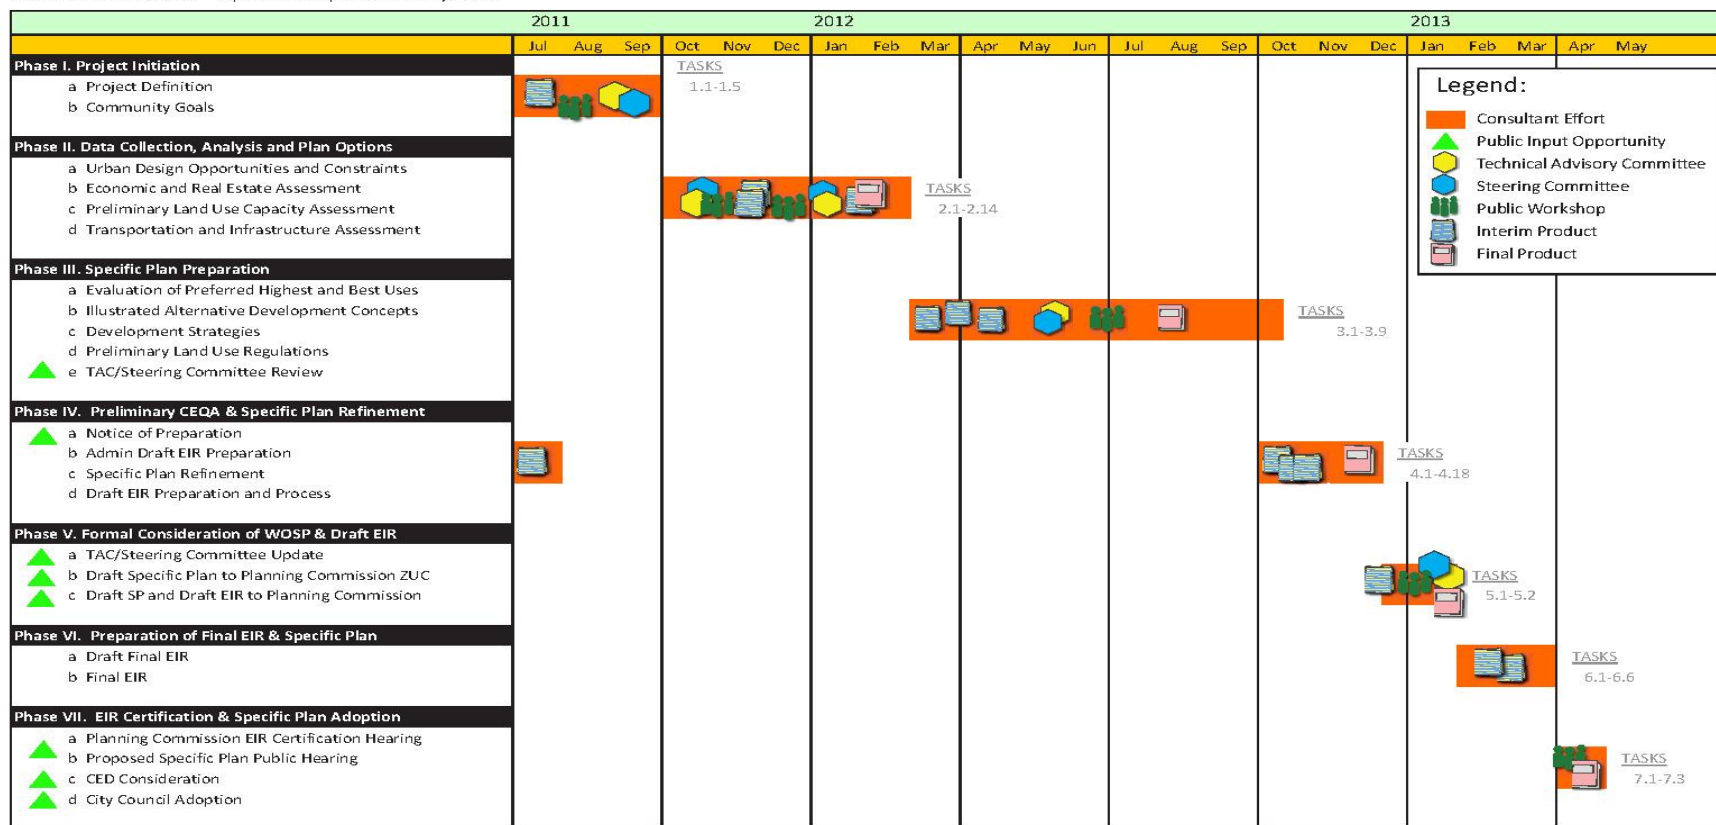 2011 2012 2013
Jul Aug Sep Oct Nov Dec Jan Feb Mar Apr May Jun Jul Aug Sep Oct Nov Dec Jan Feb Mar Apr May
Phase I. Project Initiation
a Project Definition
b Community Goals
TASKS
1.1-1.5
Phase II. Data Collection, Analysis and Plan Options
a Urban Design Opportunities and Constraints
b Economic and Real Estate Assessment
c Preliminary Land Use Capacity Assessment
d Transportation and Infrastructure Assessment
TASKS
2.1-2.14
Phase III. Specific Plan Preparation
a Evaluation of Preferred Highest and Best Uses
b Illustrated Alternative Development Concepts
c Development Strategies
d Preliminary Land Use Regulations
e TAC/Steering Committee Review
TASKS
3.1-3.9
Phase IV. Preliminary CEQA & Specific Plan Refinement
a Notice of Preparation
b Admin Draft EIR Preparation
c Specific Plan Refinement
d Draft EIR Preparation and Process
TASKS
4.1-4.18
Phase V. Formal Consideration of WOSP & Draft EIR
a TAC/Steering Committee Update
b Draft Specific Plan to Planning Commission ZUC
c Draft SP and Draft EIR to Planning Commission
TASKS
5.1-5.2
Phase VI. Preparation of Final EIR & Specific Plan
a Draft Final EIR
b Final EIR
TASKS
6.1-6.6
Phase VII. EIR Certification & Specific Plan Adoption
a Planning Commission EIR Certification Hearing
b Proposed Specific Plan Public Hearing
c CED Consideration
d City Council Adoption
TASKS
7.1-7.3
Legend:
Consultant Effort
Public Input Opportunity
Technical Advisory Committee
Steering Committee
Public Workshop
Interim Product
Final Product